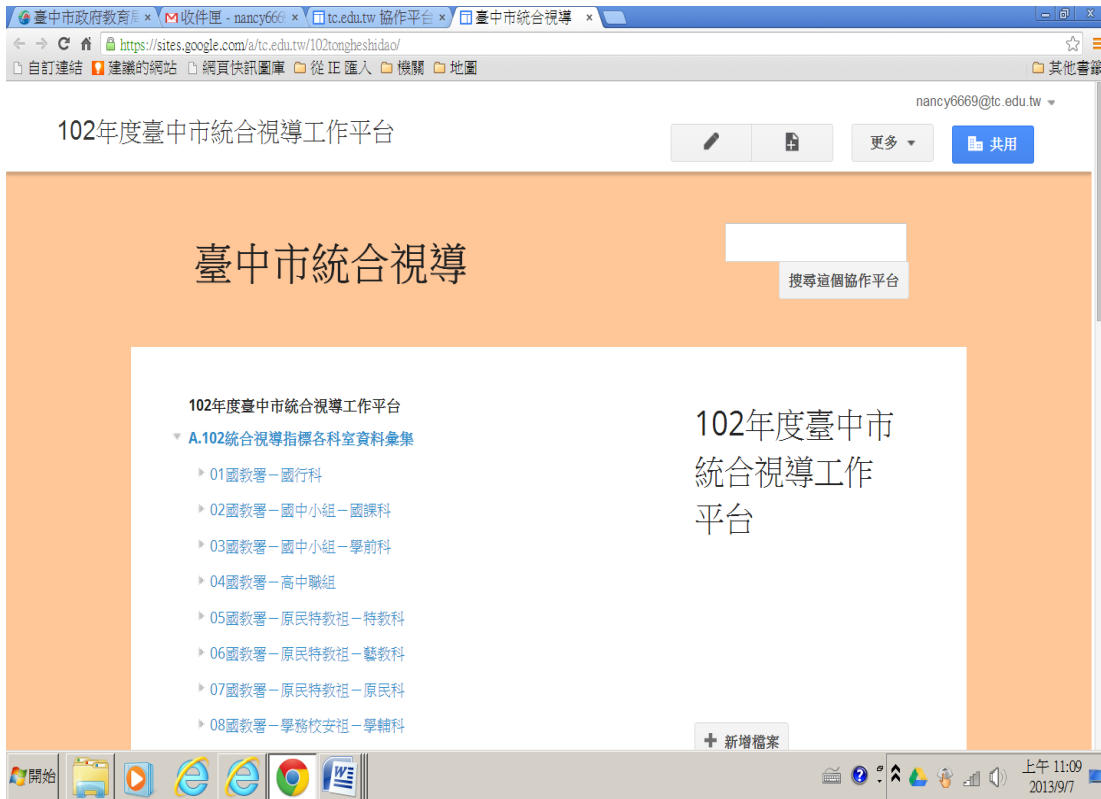 臺中市政府教育局
收件匣 - nancy666
tc.edu.tw 協作平台
臺中市統合視導
https://sites.google.com/a/tc.edu.tw/102tongheshidao/
自訂連結 建議的網站 網頁快訊圖庫 從 IE 匯入 機關 地圖 其他書籤
nancy6669@tc.edu.tw
102年度臺中市統合視導工作平台
更多 共用
臺中市統合視導
搜尋這個協作平台
102年度臺中市統合視導工作平台
A.102統合視導指標各科室資料彙集
01國教署－國行科
02國教署－國中小組－國課科
03國教署－國中小組－學前科
04國教署－高中職組
05國教署－原民特教祖－特教科
06國教署－原民特教祖－藝教科
07國教署－原民特教祖－原民科
08國教署－學務校安祖－學輔科
102年度臺中市
統合視導工作
平台
新增檔案
開始
上午 11:09
2013/9/7